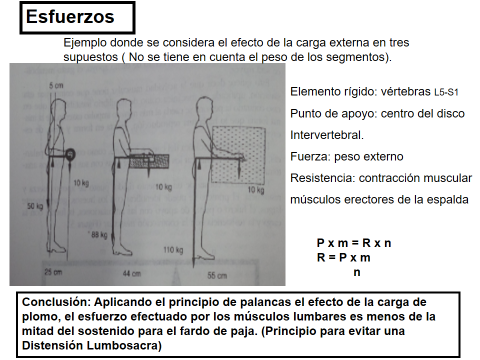 Esfuerzos
Ejemplo donde se considera el efecto de la carga externa en tres
supuestos ( No se tiene en cuenta el peso de los segmentos).
5 cm
10 kg
10 kg
10 kg
50 kg
88 kg
110 kg
25 cm
44 cm
55 cm
Elemento rígido: vértebras L5-S1
Punto de apoyo: centro del disco
Intervertebral.
Fuerza: peso externo
Resistencia: contracción muscular
músculos erectores de la espalda
P x m = R x n
R = P x m
n
Conclusión: Aplicando el principio de palancas el efecto de la carga de
plomo, el esfuerzo efectuado por los músculos lumbares es menos de la
mitad del sostenido para el fardo de paja. (Principio para evitar una
Distensión Lumbosacra)